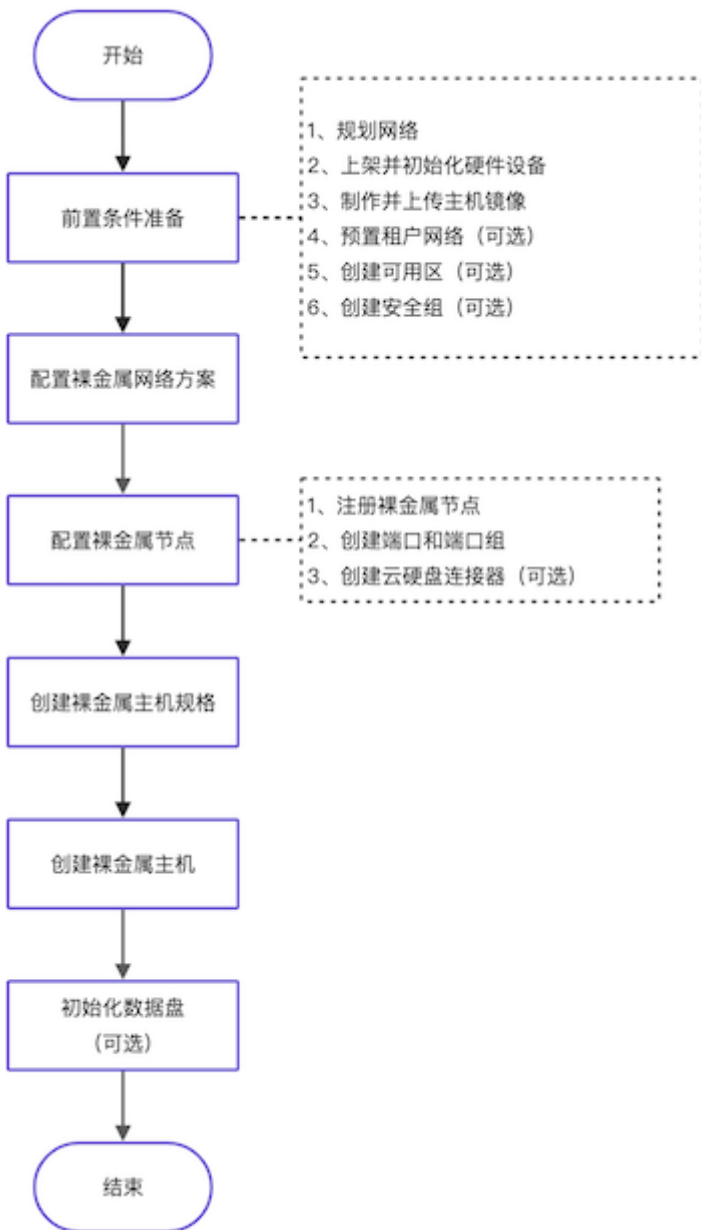 开始
1、规划网络
2、上架并初始化硬件设备
3、制作并上传主机镜像
4、预置租户网络（可选）
5、创建可用区（可选）
6、创建安全组（可选）
前置条件准备
配置裸金属网络方案
配置裸金属节点
1、注册裸金属节点
2、创建端口和端口组
3、创建云硬盘连接器（可选）
创建裸金属主机规格
创建裸金属主机
初始化数据盘
（可选）
结束